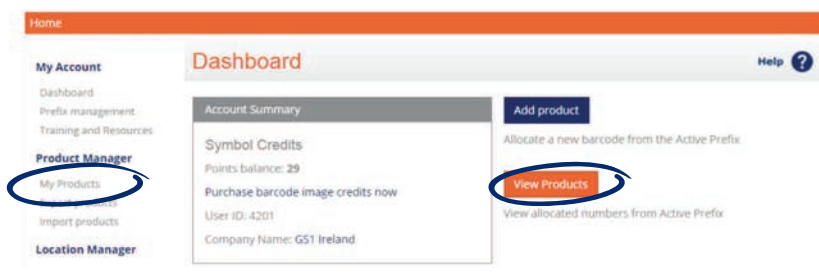 Home
My Account
Dashboard
Prefix management
Training and Resources
Product Manager
My Products
products
Import products
Location Manager
Dashboard
Help ?
Account Summary
Symbol Credits
Points balance: 29
Purchase barcode image credits now
User ID: 4201
Company Name: GS1 Ireland
Add product
Allocate a new barcode from the Active Prefix
View Products
View allocated numbers from Active Prefix